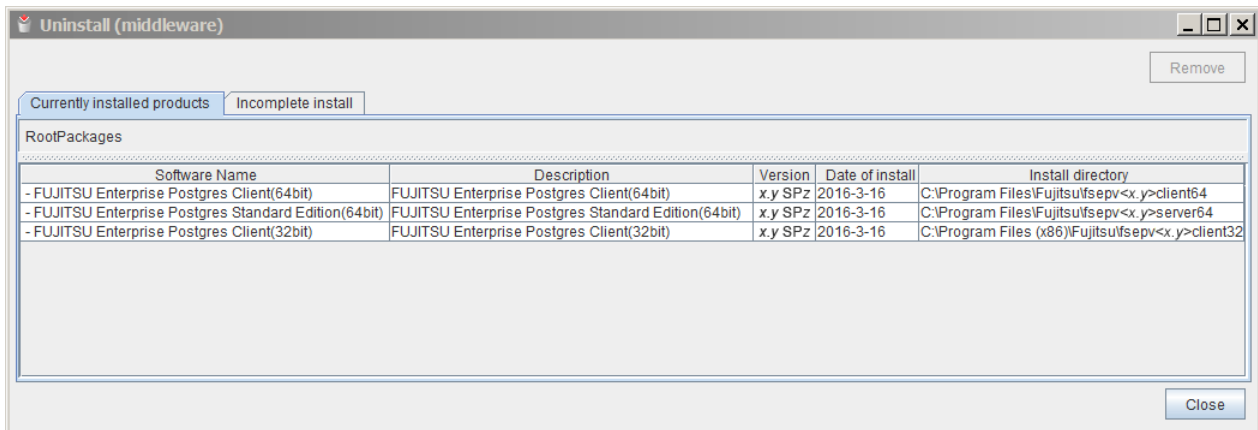 Uninstall (middleware)
Remove
Currently installed products Incomplete install
RootPackages
Software Name Description Version Date of install Install directory
- FUJITSU Enterprise Postgres Client(64bit) FUJITSU Enterprise Postgres Client(64bit) x.y SPz 2016-3-16 C:\Program Files\Fujitsu\fsepv<x.y>client64
- FUJITSU Enterprise Postgres Standard Edition(64bit) FUJITSU Enterprise Postgres Standard Edition(64bit) x.y SPz 2016-3-16 C:\Program Files\Fujitsu\fsepv<x.y>server64
- FUJITSU Enterprise Postgres Client(32bit) FUJITSU Enterprise Postgres Client(32bit) x.y SPz 2016-3-16 C:\Program Files (x86)\Fujitsu\fsepv<x.y>client32
Close